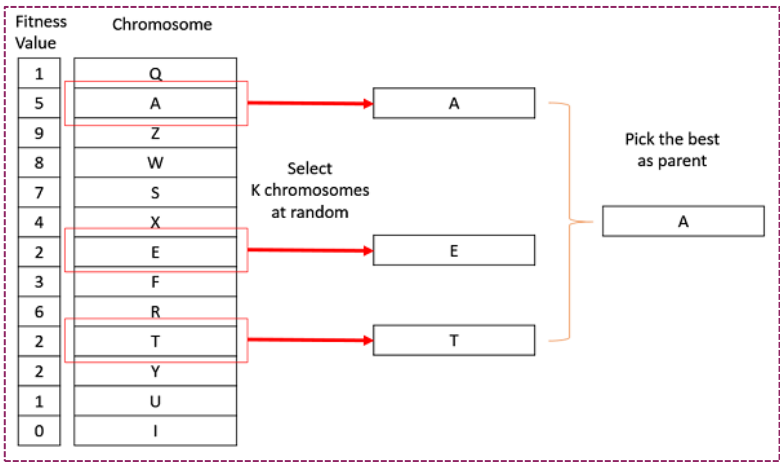 Fitness
Value
Chromosome
1 Q
5 A
9 Z
8 W
7 S
4 X
2 E
3 F
6 R
2 T
2 Y
1 U
0 I
Select
K chromosomes
at random
A
E
T
Pick the best
as parent
A